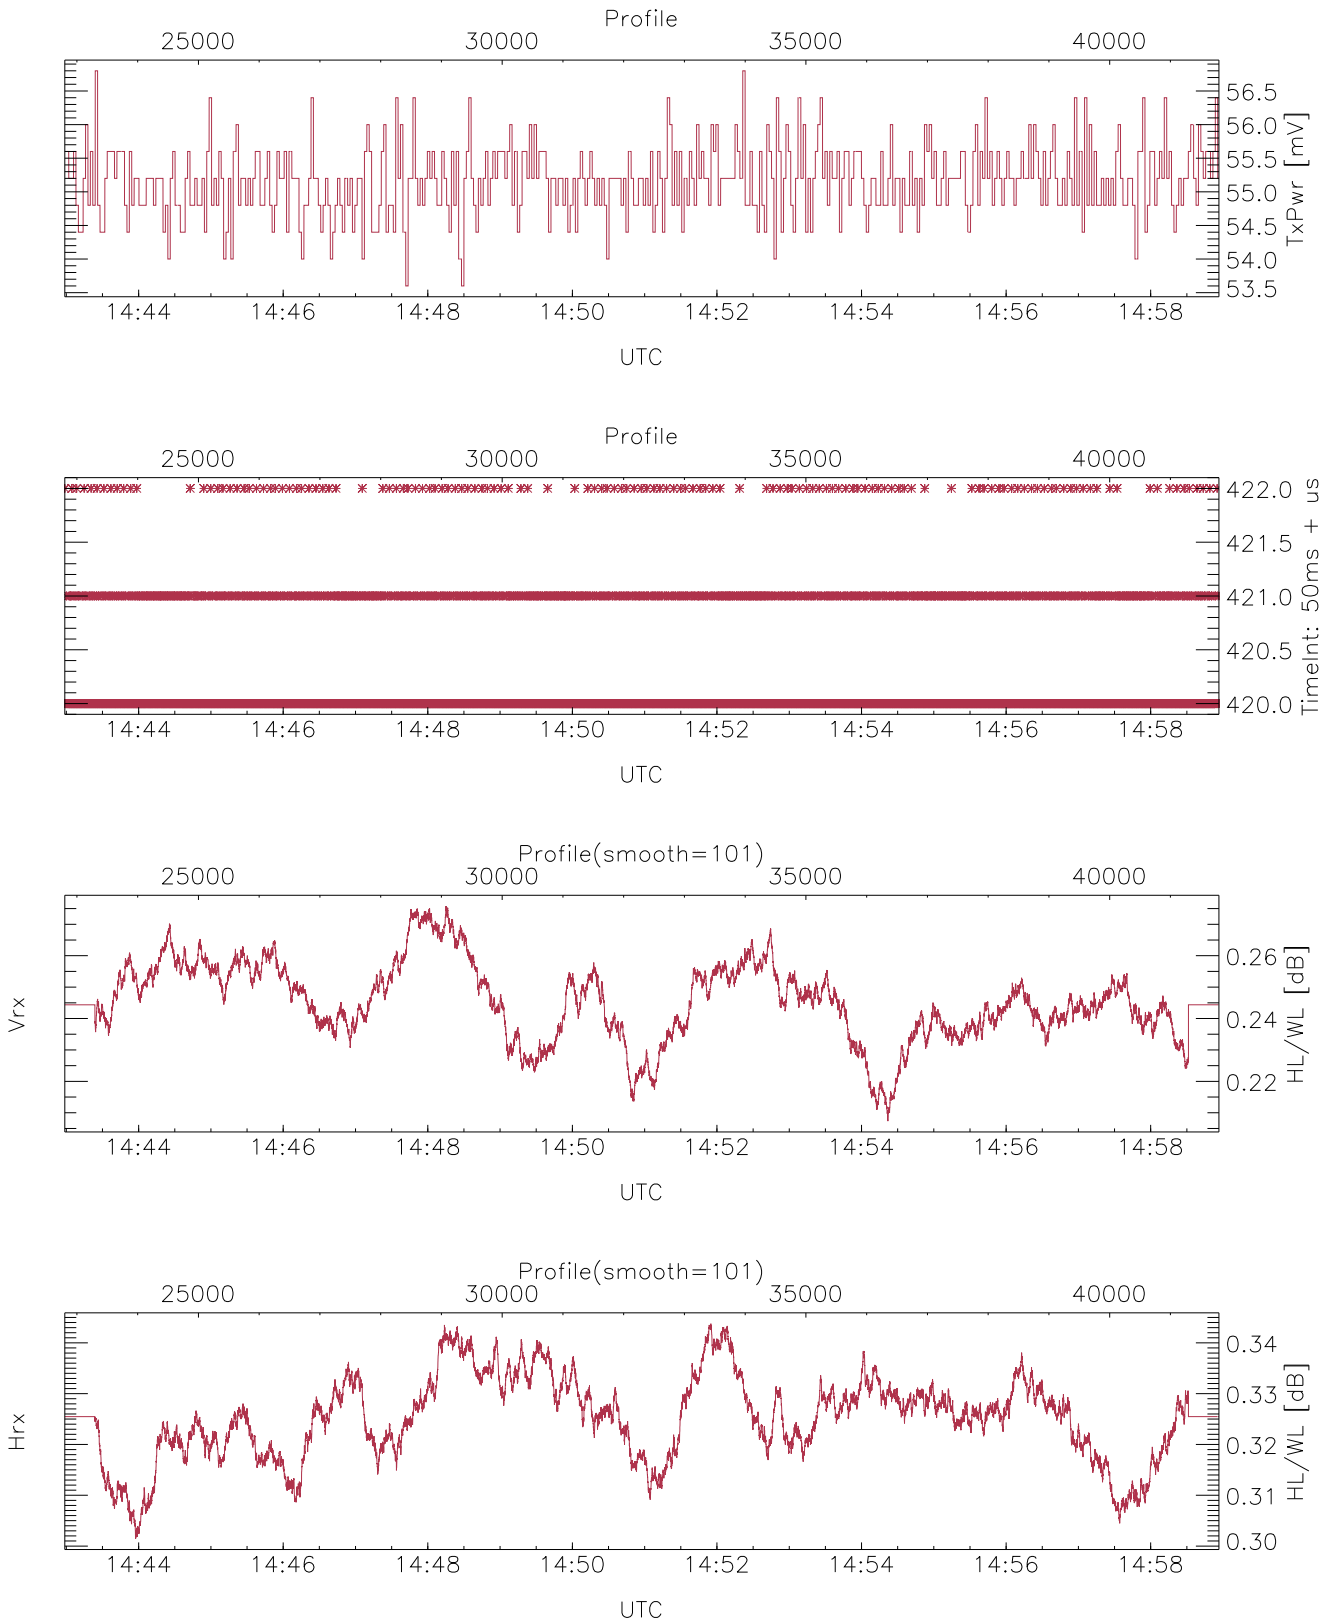 Profile
25000 30000 35000 40000
56.5
56.0
55.5
55.0
54.5
54.0
53.5
TxPwr [mV]
14:44 14:46 14:48 14:50 14:52 14:54 14:56 14:58
UTC
Profile
25000 30000 35000 40000
422.0
421.5
421.0
420.5
420.0
TimeInt: 50ms + us
14:44 14:46 14:48 14:50 14:52 14:54 14:56 14:58
UTC
Profile(smooth=101)
25000 30000 35000 40000
Vrx
0.26
0.24
0.22
HL/WL [dB]
14:44 14:46 14:48 14:50 14:52 14:54 14:56 14:58
UTC
Profile(smooth=101)
25000 30000 35000 40000
Hrx
0.34
0.33
0.32
0.31
0.30
HL/WL [dB]
14:44 14:46 14:48 14:50 14:52 14:54 14:56 14:58
UTC